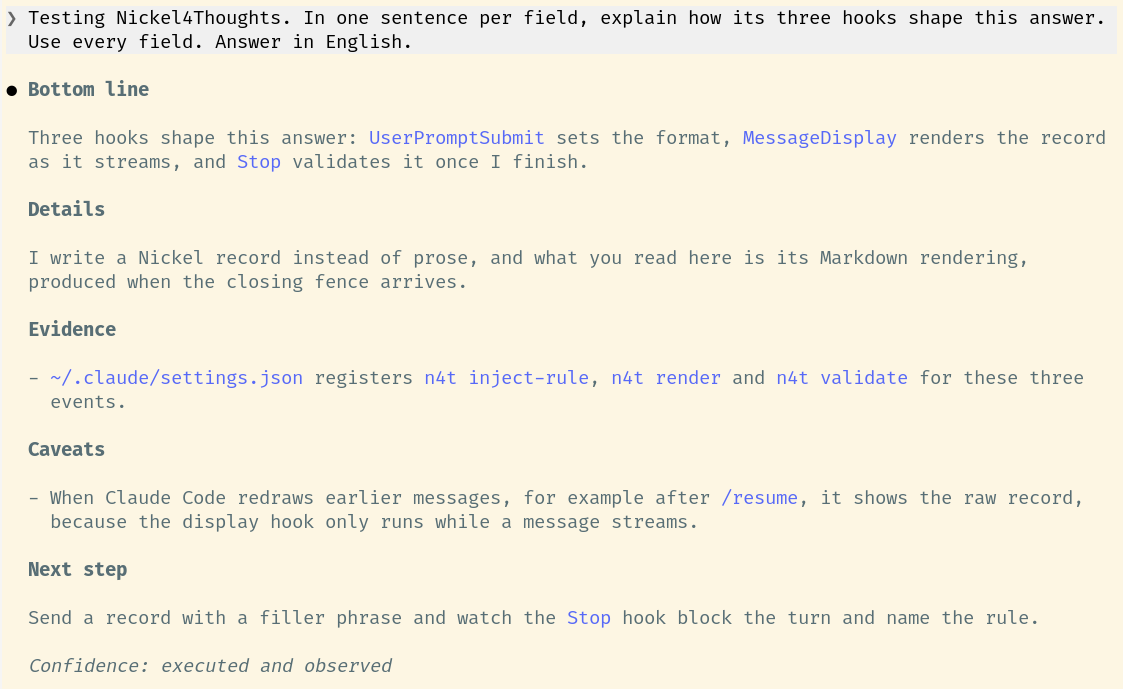 ❯ Testing Nickel4Thoughts. In one sentence per field, explain how its three hooks shape this answer.
Use every field. Answer in English.
● Bottom line
Three hooks shape this answer: UserPromptSubmit sets the format, MessageDisplay renders the record
as it streams, and Stop validates it once I finish.
Details
I write a Nickel record instead of prose, and what you read here is its Markdown rendering,
produced when the closing fence arrives.
Evidence
- ~/.claude/settings.json registers n4t inject-rule, n4t render and n4t validate for these three
events.
Caveats
- When Claude Code redraws earlier messages, for example after /resume, it shows the raw record,
because the display hook only runs while a message streams.
Next step
Send a record with a filler phrase and watch the Stop hook block the turn and name the rule.
Confidence: executed and observed